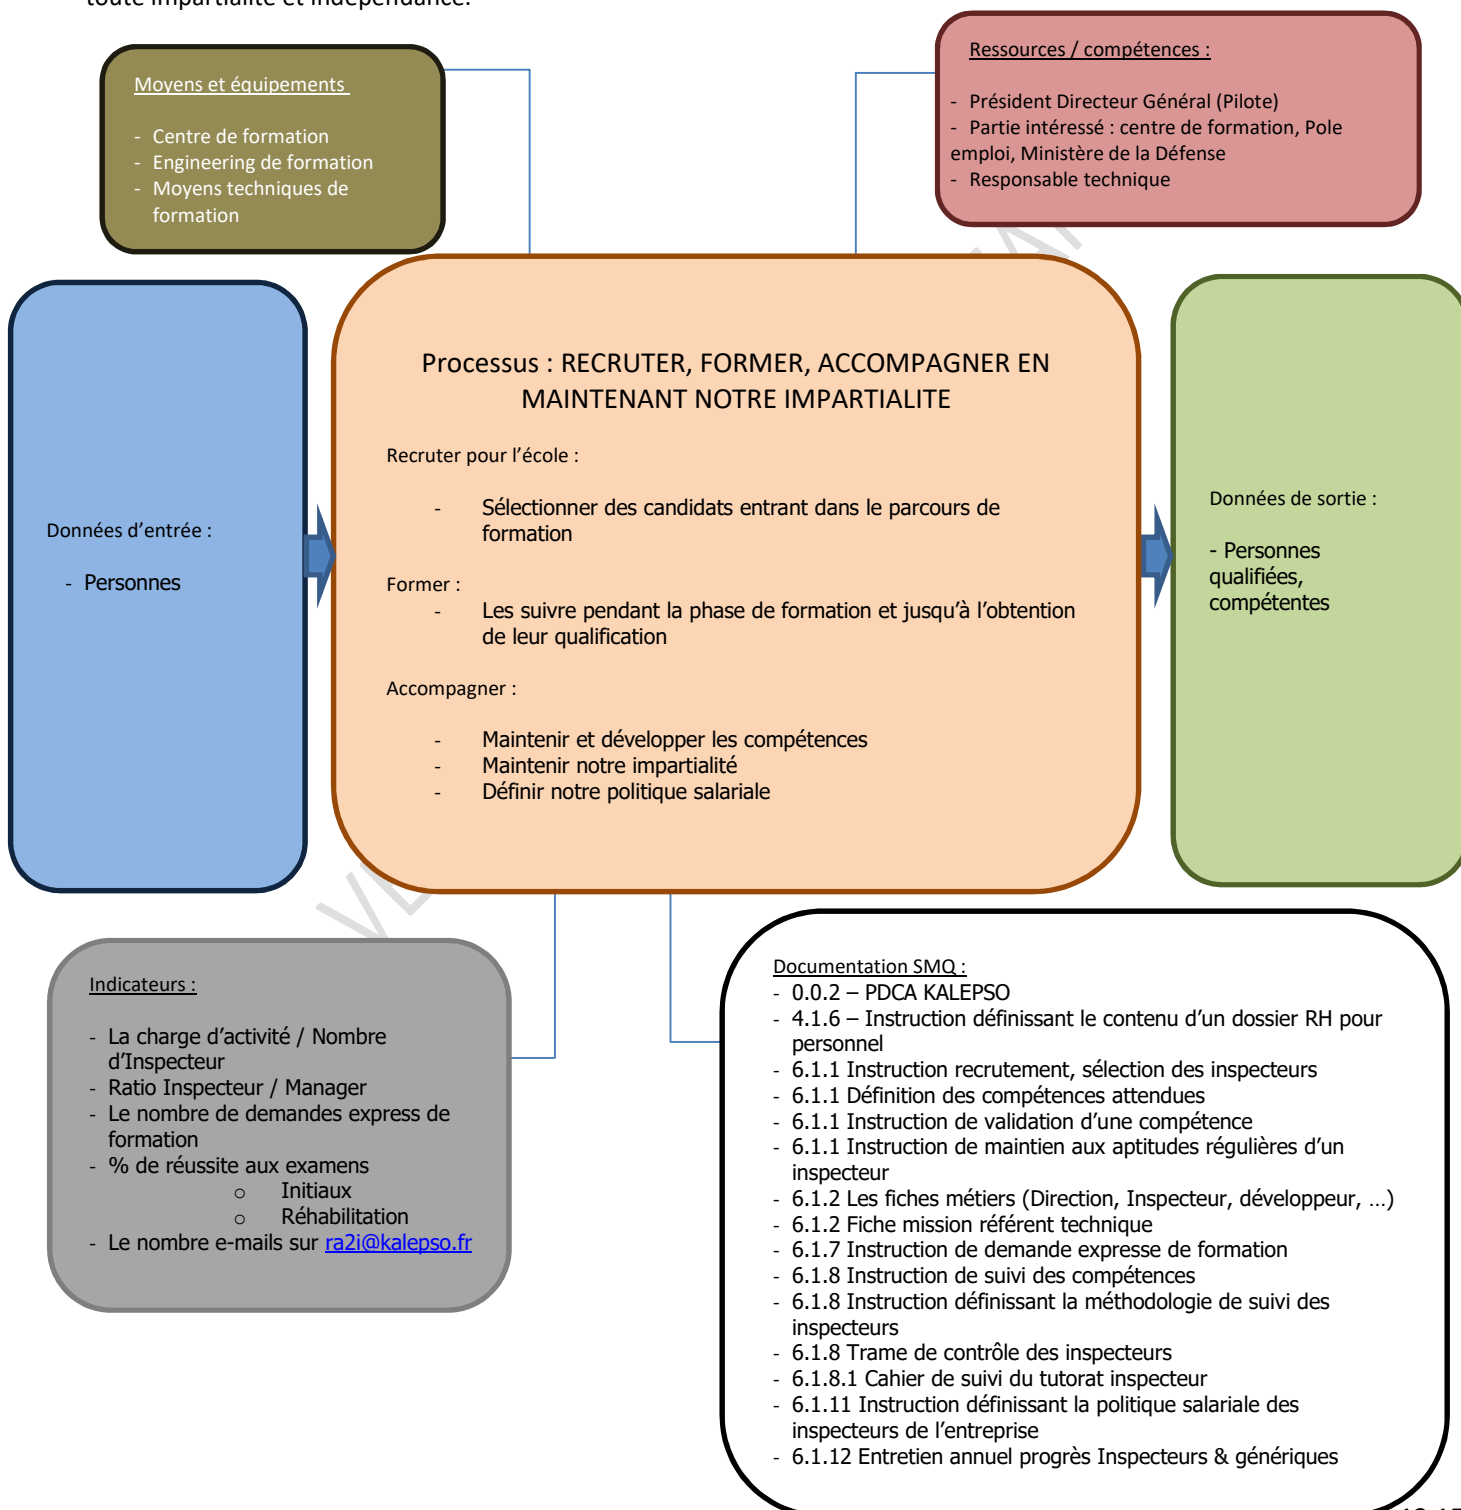 toute impartialité et indépendance.
Moyens et équipements
- Centre de formation
- Engineering de formation
- Moyens techniques de
formation
Ressources / compétences :
- Président Directeur Général (Pilote)
- Partie intéressé : centre de formation, Pole
emploi, Ministère de la Défense
- Responsable technique
Données d'entrée :
- Personnes
Processus : RECRUTER, FORMER, ACCOMPAGNER EN
MAINTENANT NOTRE IMPARTIALITE
Recruter pour l'école :
- Sélectionner des candidats entrant dans le parcours de
formation
Former :
- Les suivre pendant la phase de formation et jusqu'à l'obtention
de leur qualification
Accompagner :
- Maintenir et développer les compétences
- Maintenir notre impartialité
- Définir notre politique salariale
Données de sortie :
- Personnes
qualifiées,
compétentes
Indicateurs :
- La charge d'activité / Nombre
d'Inspecteur
- Ratio Inspecteur / Manager
- Le nombre de demandes express de
formation
- % de réussite aux examens
o Initiaux
o Réhabilitation
- Le nombre e-mails sur ra2i@kalepso.fr
Documentation SMQ :
- 0.0.2 – PDCA KALEPSO
- 4.1.6 – Instruction définissant le contenu d'un dossier RH pour
personnel
- 6.1.1 Instruction recrutement, sélection des inspecteurs
- 6.1.1 Définition des compétences attendues
- 6.1.1 Instruction de validation d'une compétence
- 6.1.1 Instruction de maintien aux aptitudes régulières d'un
inspecteur
- 6.1.2 Les fiches métiers (Direction, Inspecteur, développeur, …)
- 6.1.2 Fiche mission référent technique
- 6.1.7 Instruction de demande expresse de formation
- 6.1.8 Instruction de suivi des compétences
- 6.1.8 Instruction définissant la méthodologie de suivi des
inspecteurs
- 6.1.8 Trame de contrôle des inspecteurs
- 6.1.8.1 Cahier de suivi du tutorat inspecteur
- 6.1.11 Instruction définissant la politique salariale des
inspecteurs de l'entreprise
- 6.1.12 Entretien annuel progrès Inspecteurs & génériques